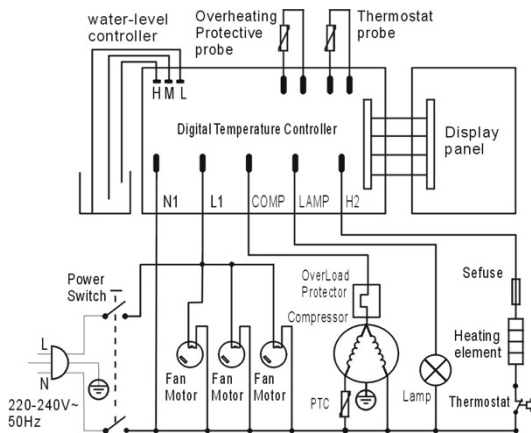 water-level
controller
Overheating
Protective
probe
Thermostat
probe
H M L
Digital Temperature Controller
Display
panel
N1 L1 COMP LAMP H2
Power
Switch
OverLoad
Protector
Compressor
Sefuse
Heating
element
L
N
220-240V~
50Hz
Fan
Motor
Fan
Motor
Fan
Motor
PTC
Lamp
Thermostat